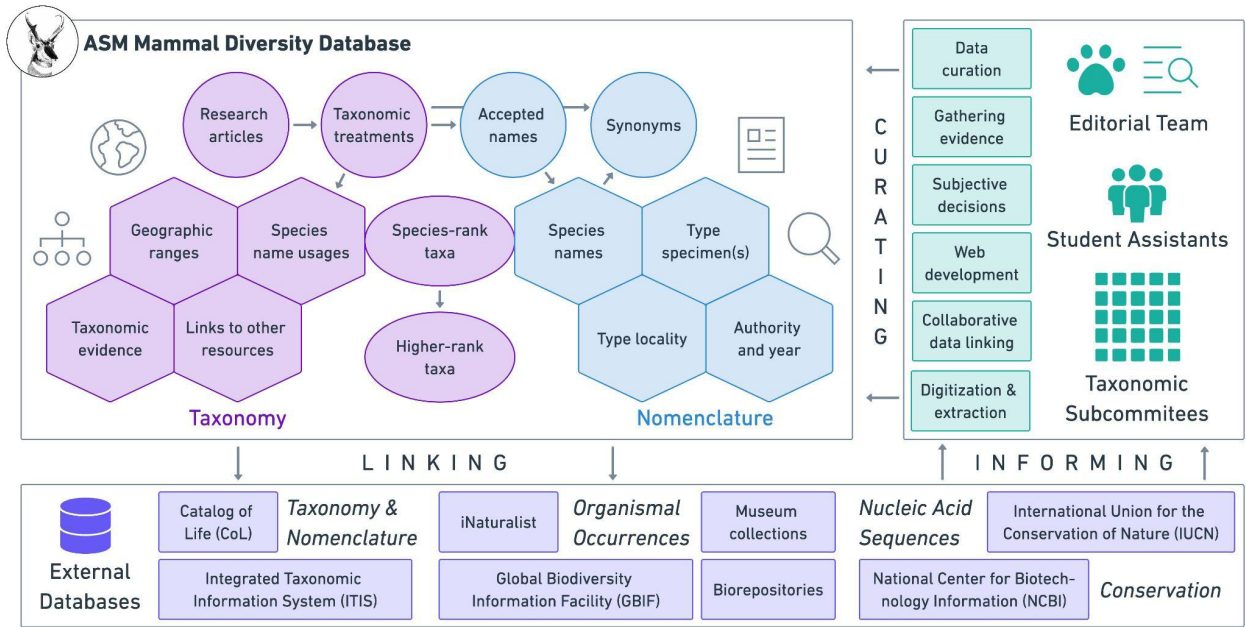 ASM Mammal Diversity Database
Research
articles
Taxonomic
treatments
Accepted
names
Synonyms
Geographic
ranges
Species
name usages
Species-rank
taxa
Species
names
Type
specimen(s)
Taxonomic
evidence
Links to other
resources
Higher-rank
taxa
Type locality
Authority
and year
Taxonomy
Nomenclature
CURATING
Data
curation
Gathering
evidence
Subjective
decisions
Web
development
Collaborative
data linking
Digitization &
extraction
Editorial Team
Student Assistants
Taxonomic
Subcommitees
LINKING
INFORMING
External
Databases
Catalog of
Life (CoL)
Taxonomy &
Nomenclature
Integrated Taxonomic
Information System (ITIS)
iNaturalist
Organismal
Occurrences
Global Biodiversity
Information Facility (GBIF)
Museum
collections
Biorepositories
Nucleic Acid
Sequences
National Center for Biotech-
nology Information (NCBI)
International Union for the
Conservation of Nature (IUCN)
Conservation